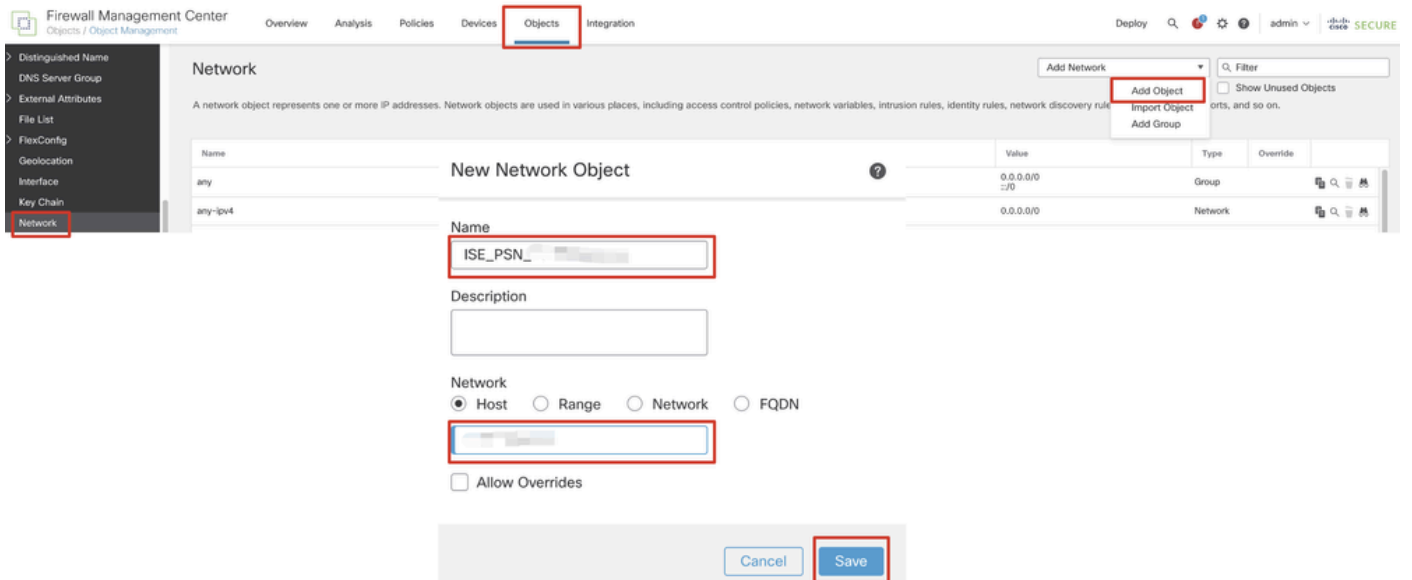 Firewall Management Center
Objects / Object Management
Overview Analysis Policies Devices Objects Integration Deploy admin cisco SECURE
Distinguished Name
DNS Server Group
External Attributes
File List
FlexConfig
Geolocation
Interface
Key Chain
Network
Network
Add Network
Filter
Add Object
Show Unused Objects
Import Object
Add Group
A network object represents one or more IP addresses. Network objects are used in various places, including access control policies, network variables, intrusion rules, identity rules, network discovery rule orts, and so on.
Name Value Type Override
any 0.0.0.0/0 Group
::/0
any-ipv4 0.0.0.0/0 Network
New Network Object
Name
ISE_PSN_
Description
Network
Host Range Network FQDN
Allow Overrides
Cancel Save